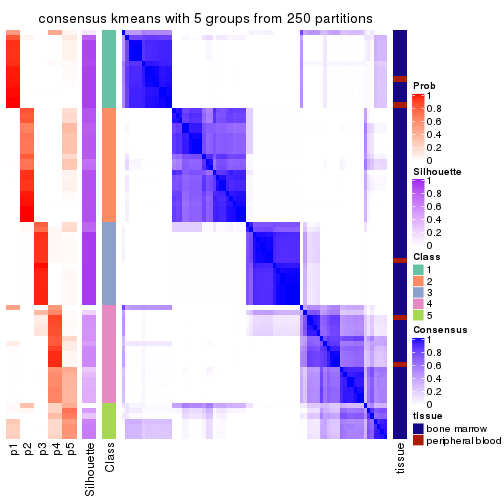 consensus kmeans with 5 groups from 250 partitions
Prob
1
0.8
0.6
0.4
0.2
0
Silhouette
1
0.8
0.6
0.4
0.2
0
Class
1
2
3
4
5
Consensus
1
0.8
0.6
0.4
0.2
0
tissue
bone marrow
peripheral blood
p1
p2
p3
p4
p5
Silhouette
Class
tissue